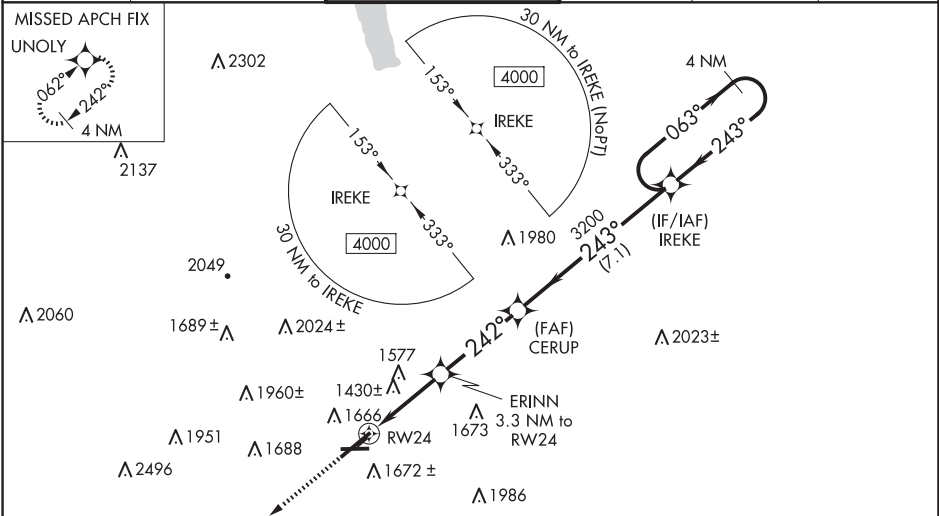 MISSED APCH FIX
UNOLY
062°
242°
4 NM
2302
2137
30 NM to IREKE (NoPT)
4000
153°
IREKE
333°
153°
IREKE
4000
333°
30 NM to IREKE
4 NM
063°
243°
(IF/IAF)
IREKE
3200
243°
(7.1)
1980
2049
2060
1689±
2024±
242°
(FAF)
CERUP
2023±
1577
1430±
1960±
ERINN
3.3 NM to
RW24
1666
1673
RW24
1951
1688
2496
1672 ±
1986